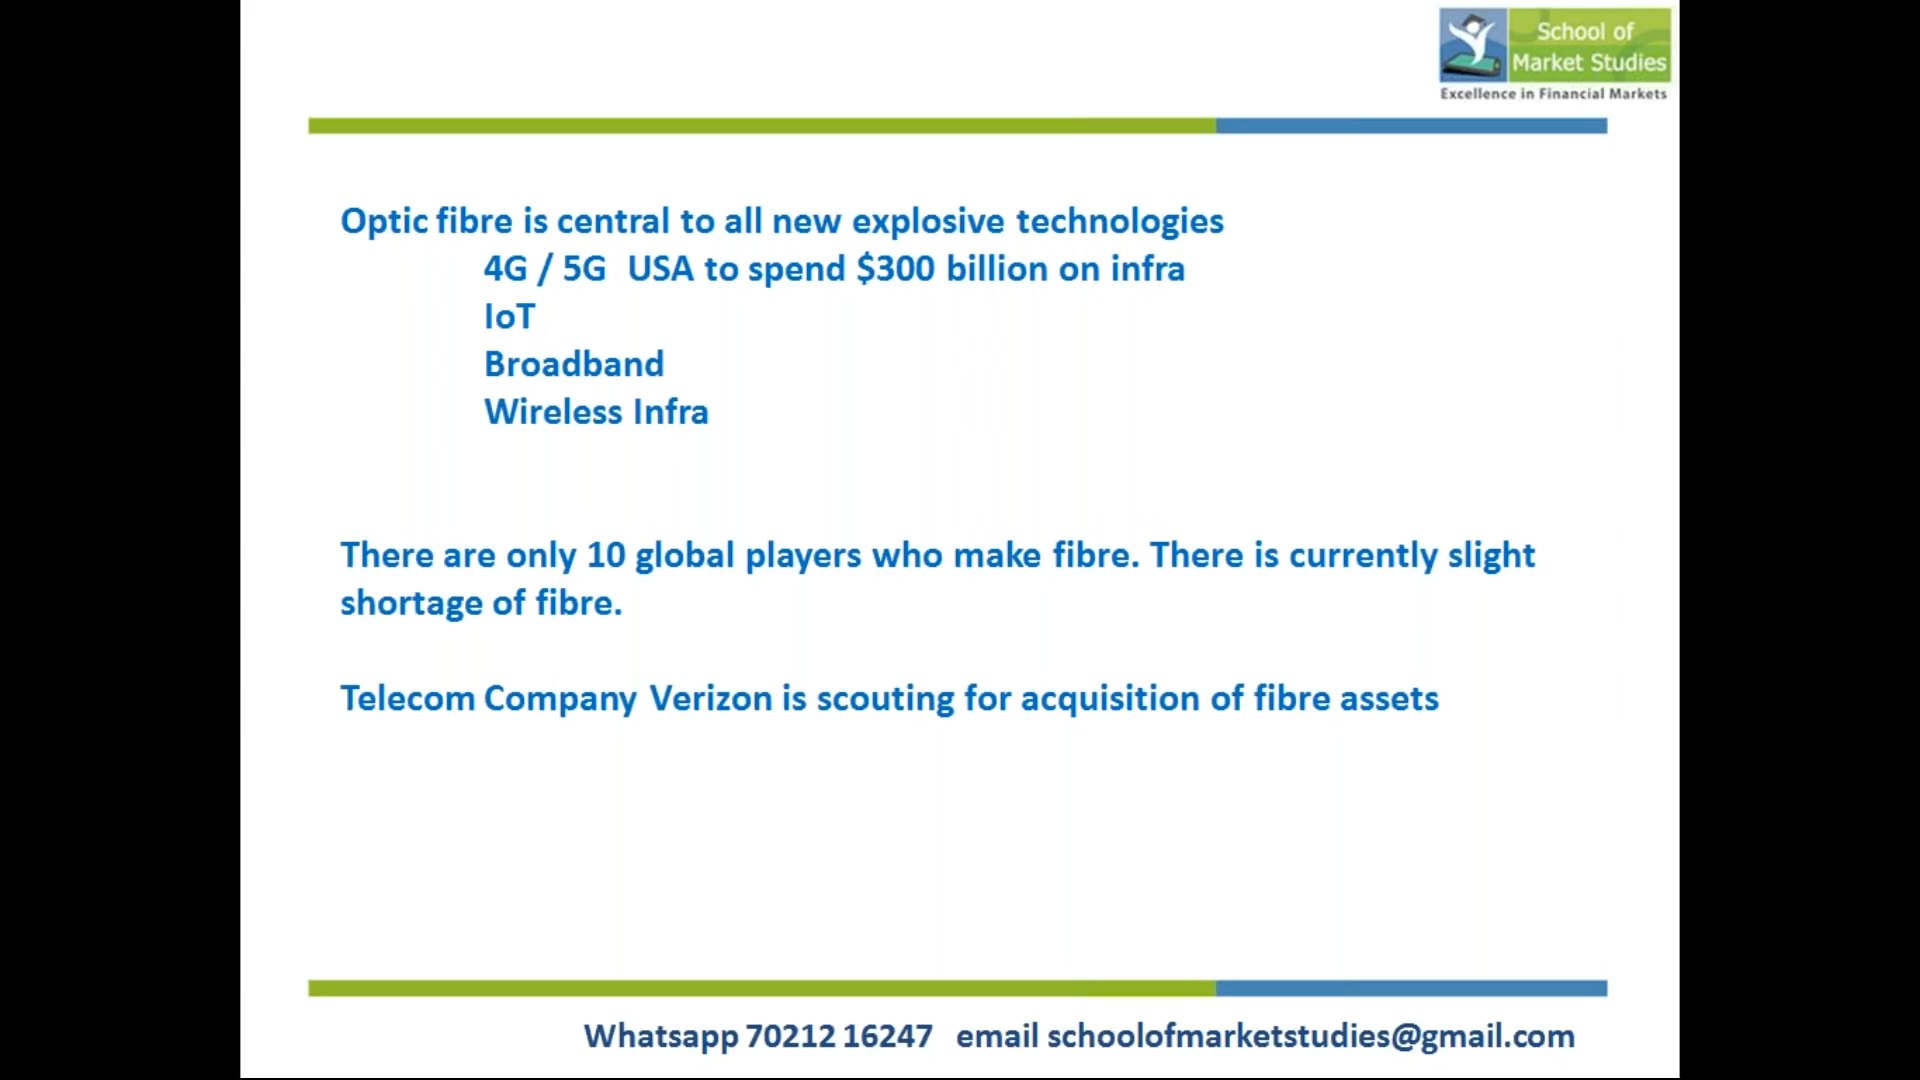 School of
Market Studies
Excellence in Financial Markets
Optic fibre is central to all new explosive technologies
4G / 5G USA to spend $300 billion on infra
IoT
Broadband
Wireless Infra
There are only 10 global players who make fibre. There is currently slight
shortage of fibre.
Telecom Company Verizon is scouting for acquisition of fibre assets
Whatsapp 70212 16247 email schoolofmarketstudies@gmail.com